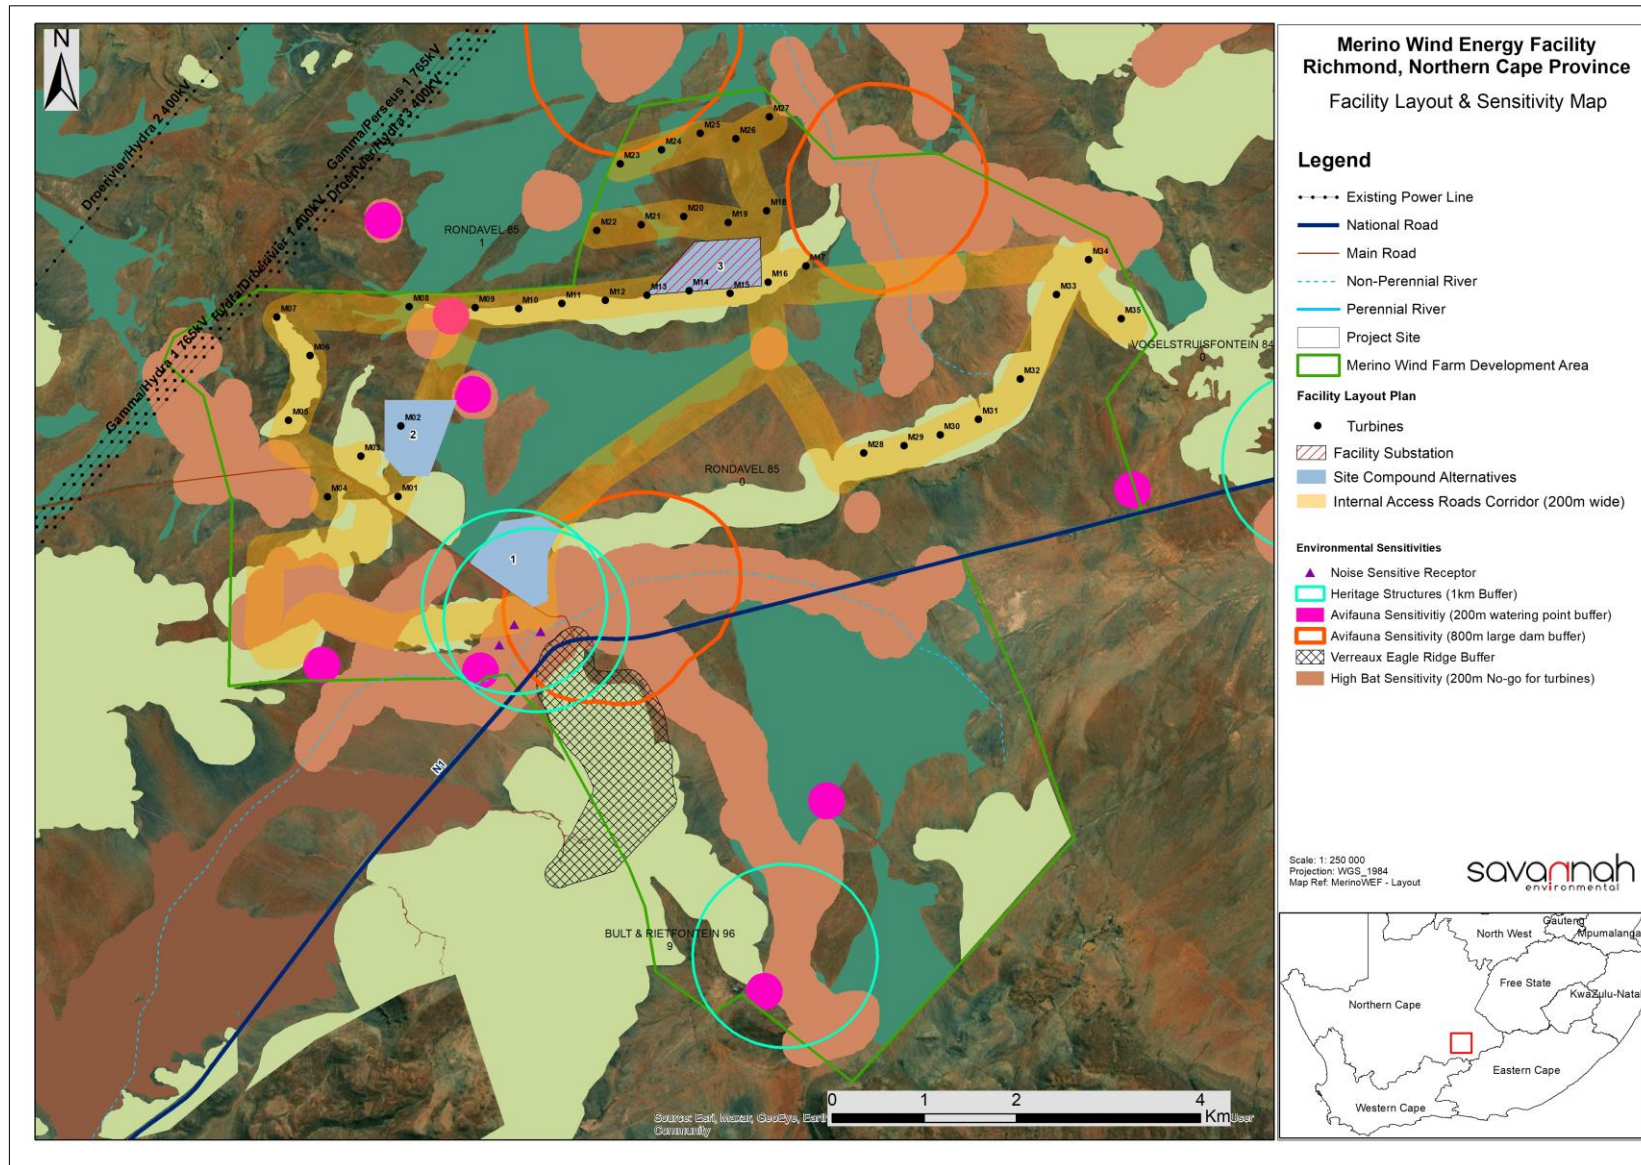 Merino Wind Energy Facility
Richmond, Northern Cape Province
Facility Layout & Sensitivity Map
Legend
Existing Power Line
National Road
Main Road
Non-Perennial River
Perennial River
Project Site
Merino Wind Farm Development Area
Facility Layout Plan
Turbines
Facility Substation
Site Compound Alternatives
Internal Access Roads Corridor (200m wide)
Environmental Sensitivities
Noise Sensitive Receptor
Heritage Structures (1km Buffer)
Avifauna Sensitivitiy (200m watering point buffer)
Avifauna Sensitivity (800m large dam buffer)
Verreaux Eagle Ridge Buffer
High Bat Sensitivity (200m No-go for turbines)
Scale: 1: 250 000
Projection: WGS_1984
Map Ref: MerinoWEF - Layout
savannah
environmental
North West
Gauteng
Mpumalanga
Free State
KwaZulu-Natal
Northern Cape
Eastern Cape
Western Cape
N
Droerivier/Hydra 2 400kV
Gamma/Perseus 1 765kV
Droerivier/Hydra 3 400kV
Hydra/Droerivier 1 400kV
Gamma/Hydra 1 765kV
M27
M25
M26
M24
M23
M20
M18
M21
M19
M22
RONDAVEL 85
1
3
M17
M16
M15
M14
M13
M12
M11
M10
M09
M08
M07
M06
M05
M34
M33
M35
VOGELSTRUISFONTEIN 84
0
M32
M31
M30
M29
M28
M02
2
M03
M04
M01
RONDAVEL 85
0
1
N1
BULT & RIETFONTEIN 96
9
0 1 2 4
Km
Source: Esri, Maxar, GeoEye, Earth
User
Community